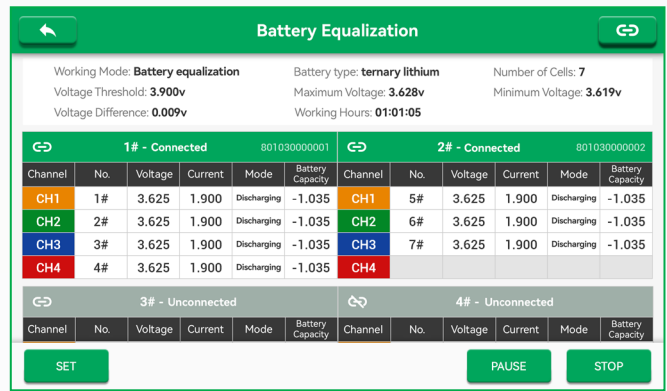 Battery Equalization
Working Mode: Battery equalization Battery type: ternary lithium Number of Cells: 7
Voltage Threshold: 3.900v Maximum Voltage: 3.628v Minimum Voltage: 3.619v
Voltage Difference: 0.009v Working Hours: 01:01:05
1# - Connected 801030000001 2# - Connected 801030000002
Channel No. Voltage Current Mode Battery Capacity Channel No. Voltage Current Mode Battery Capacity
CH1 1# 3.625 1.900 Discharging -1.035 CH1 5# 3.625 1.900 Discharging -1.035
CH2 2# 3.625 1.900 Discharging -1.035 CH2 6# 3.625 1.900 Discharging -1.035
CH3 3# 3.625 1.900 Discharging -1.035 CH3 7# 3.625 1.900 Discharging -1.035
CH4 4# 3.625 1.900 Discharging -1.035 CH4
3# - Unconnected 4# - Unconnected
Channel No. Voltage Current Mode Battery Capacity Channel No. Voltage Current Mode Battery Capacity
SET PAUSE STOP